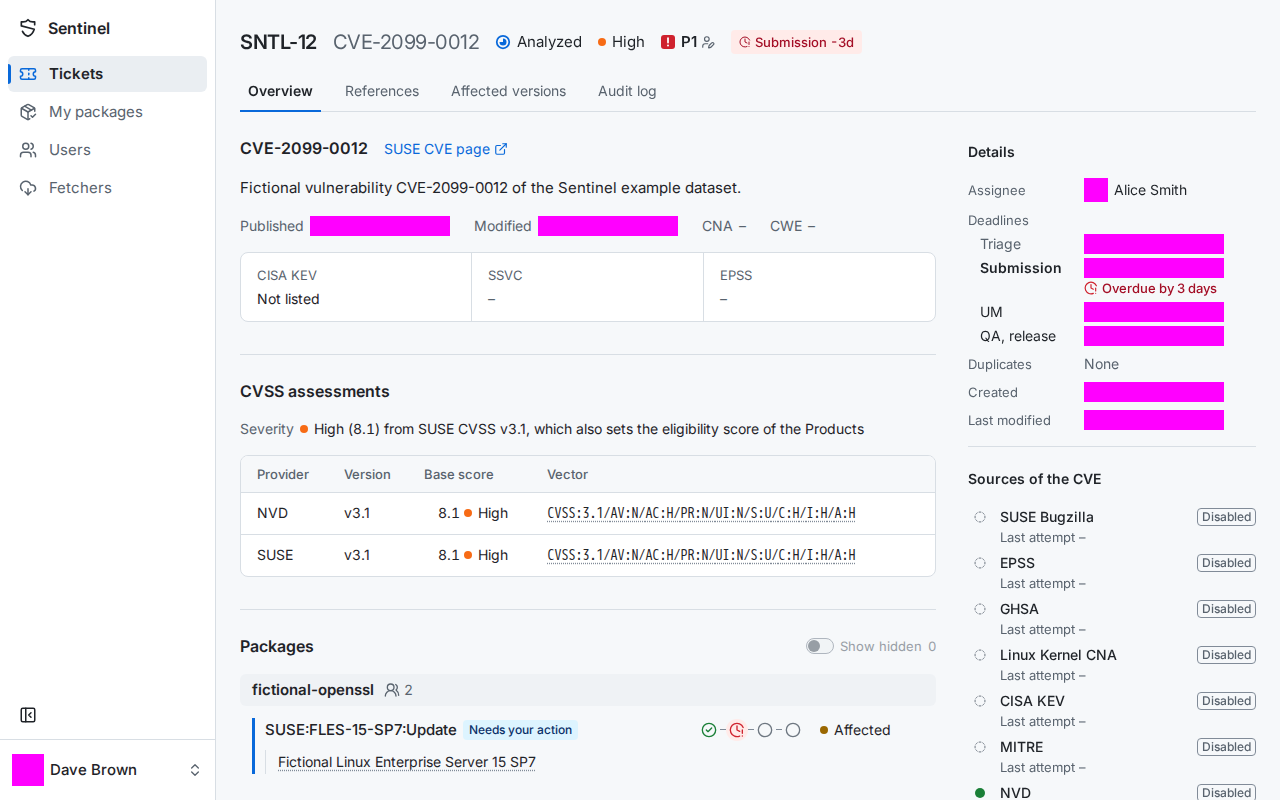 Sentinel
Tickets
My packages
Users
Fetchers
Dave Brown
SNTL-12 CVE-2099-0012 Analyzed High P1 Submission -3d
Overview References Affected versions Audit log
CVE-2099-0012 SUSE CVE page
Fictional vulnerability CVE-2099-0012 of the Sentinel example dataset.
Published Modified CNA – CWE –
CISA KEV SSVC EPSS
Not listed – –
CVSS assessments
Severity High (8.1) from SUSE CVSS v3.1, which also sets the eligibility score of the Products
Provider Version Base score Vector
NVD v3.1 8.1 High CVSS:3.1/AV:N/AC:H/PR:N/UI:N/S:U/C:H/I:H/A:H
SUSE v3.1 8.1 High CVSS:3.1/AV:N/AC:H/PR:N/UI:N/S:U/C:H/I:H/A:H
Packages Show hidden 0
fictional-openssl 2
SUSE:FLES-15-SP7:Update Needs your action Affected
Fictional Linux Enterprise Server 15 SP7
Details
Assignee Alice Smith
Deadlines
Triage
Submission
Overdue by 3 days
UM
QA, release
Duplicates None
Created
Last modified
Sources of the CVE
SUSE Bugzilla Disabled
Last attempt –
EPSS Disabled
Last attempt –
GHSA Disabled
Last attempt –
Linux Kernel CNA Disabled
Last attempt –
CISA KEV Disabled
Last attempt –
MITRE Disabled
Last attempt –
NVD Disabled